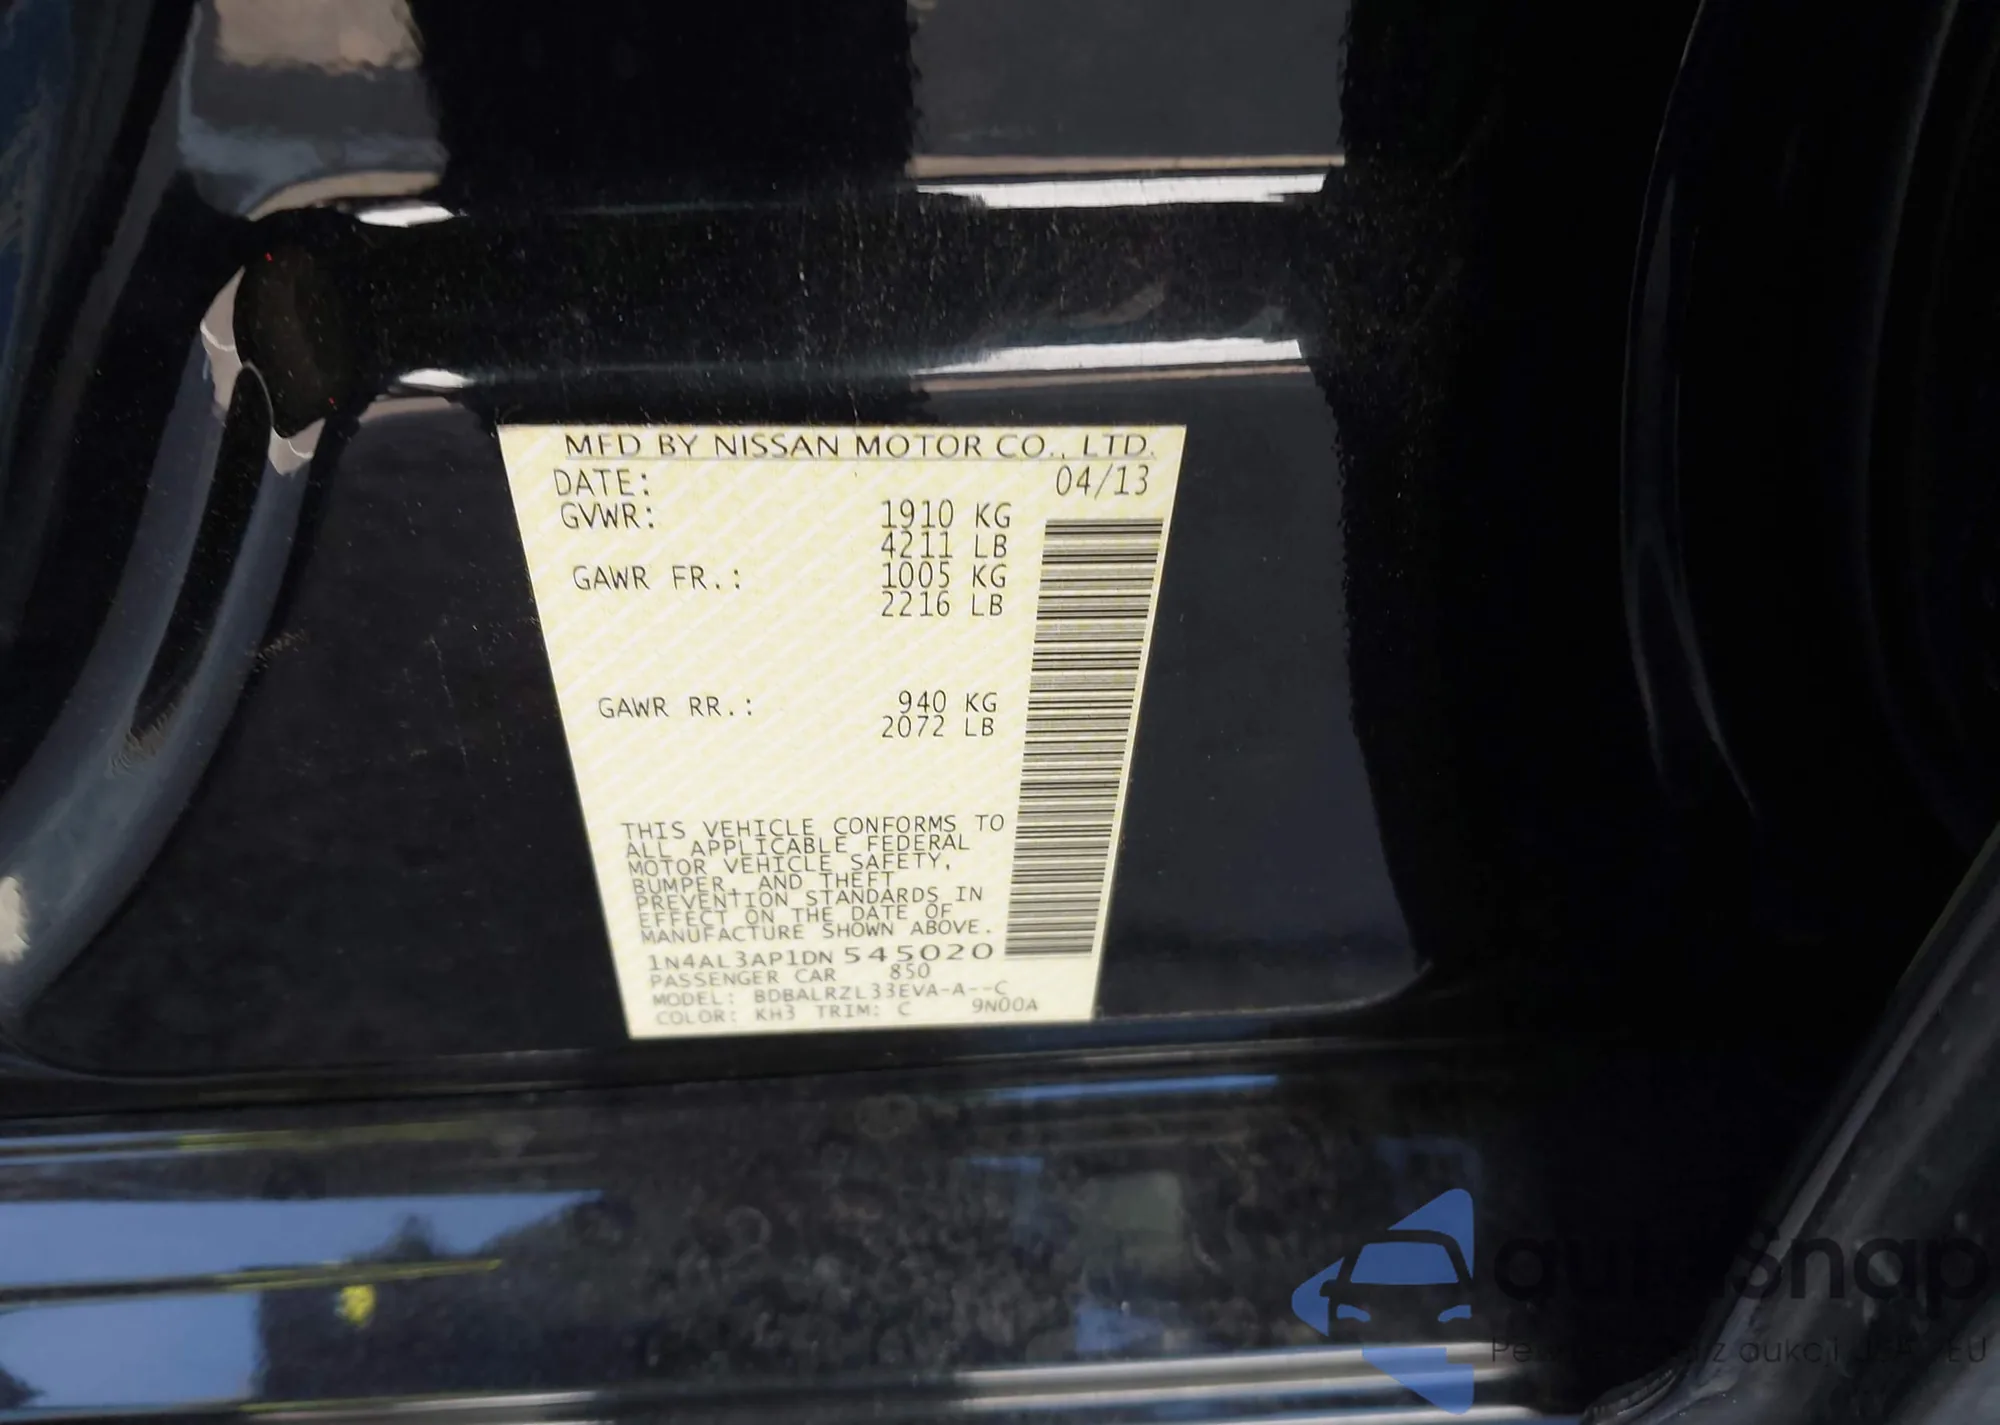 MFD BY NISSAN MOTOR CO., LTD.
DATE: 04/13
GVWR: 1910 KG
4211 LB
GAWR FR.: 1005 KG
2216 LB
GAWR RR.: 940 KG
2072 LB
THIS VEHICLE CONFORMS TO
ALL APPLICABLE FEDERAL
MOTOR VEHICLE SAFETY,
BUMPER, AND THEFT
PREVENTION STANDARDS IN
EFFECT ON THE DATE OF
MANUFACTURE SHOWN ABOVE.
1N4AL3AP1DN545020
PASSENGER CAR 850
MODEL: BDBALRZL33EVA-A--C
COLOR: KH3 TRIM: C 9N00A
z aukcji
EU